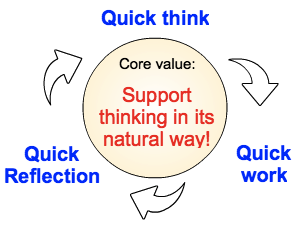 Quick think
Core value:
Support
thinking in its
natural way!
Quick
Reflection
Quick
work